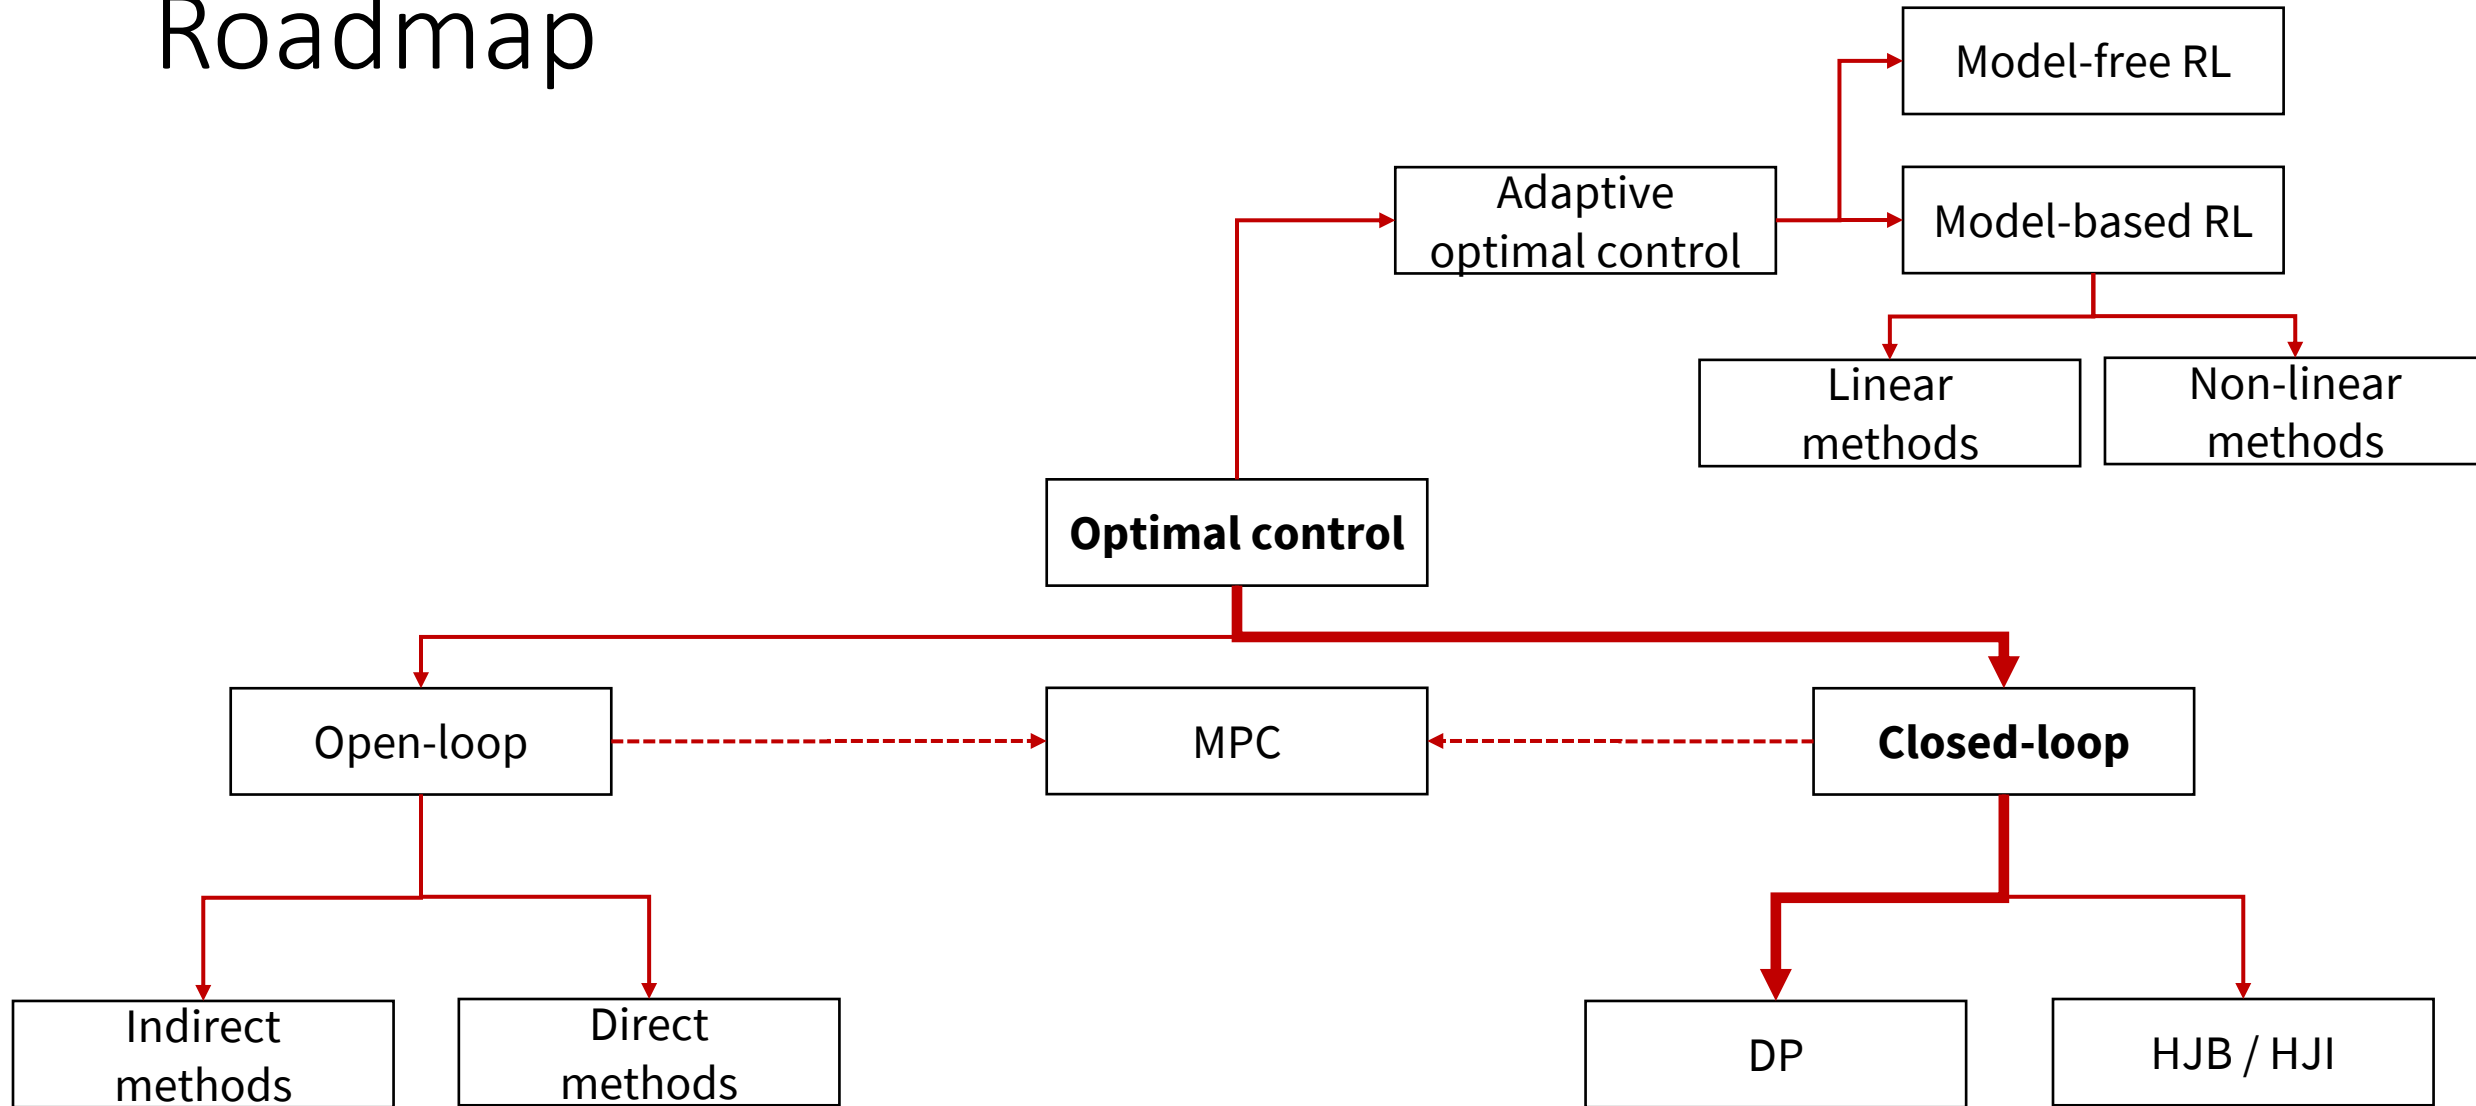 Roadmap
Model-free RL
Adaptive
optimal control
Model-based RL
Linear
methods
Non-linear
methods
Optimal control
Open-loop
MPC
Closed-loop
Indirect
methods
Direct
methods
DP
HJB / HJI